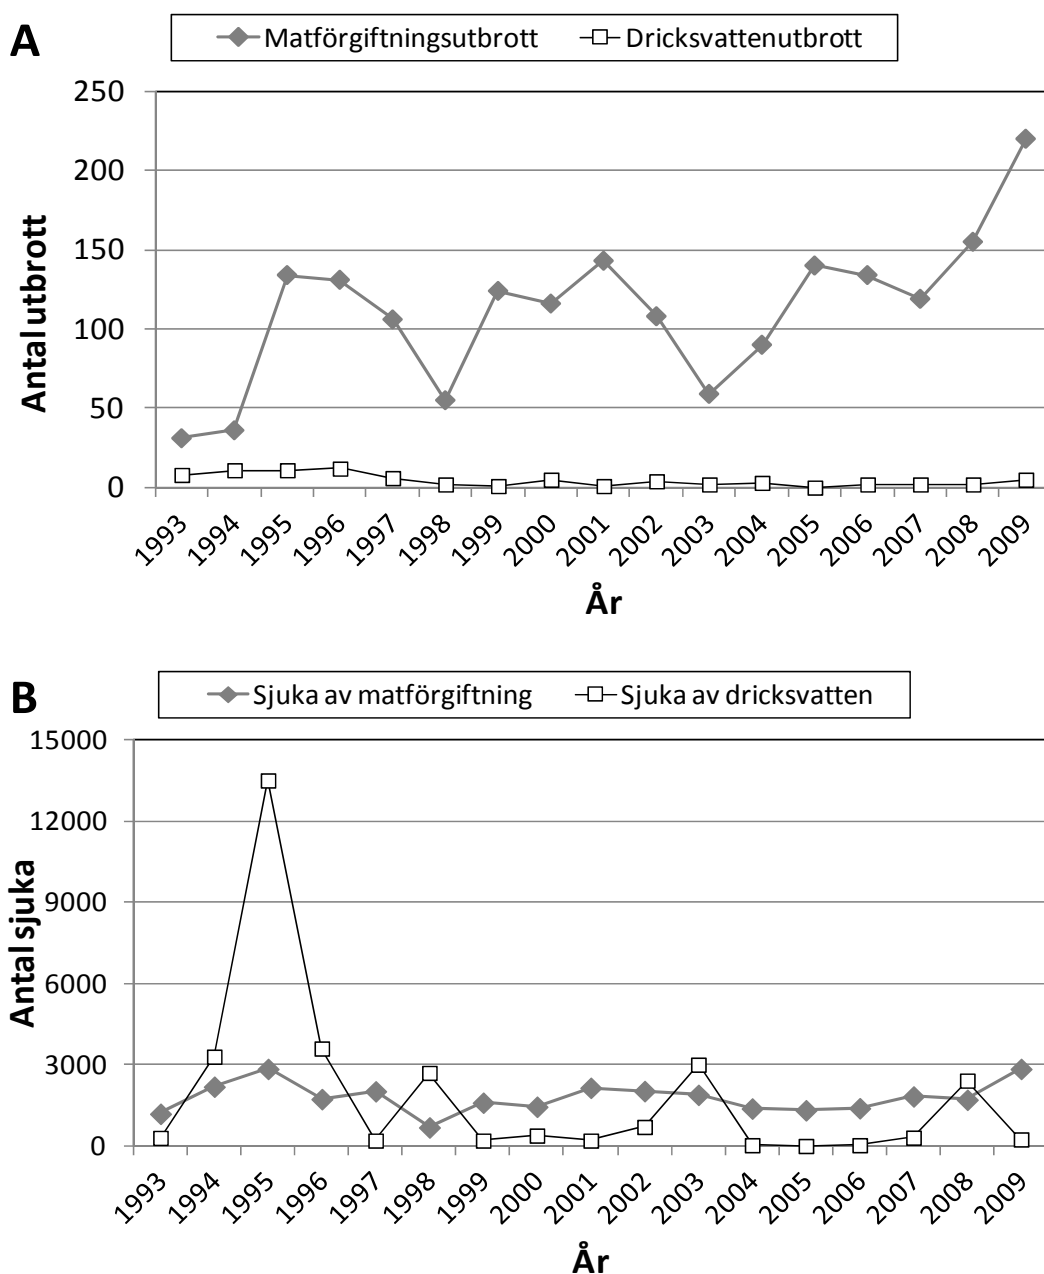 A
Matförgiftningsutbrott Dricksvattenutbrott
250
200
150
100
50
0
Antal utbrott
1993 1994 1995 1996 1997 1998 1999 2000 2001 2002 2003 2004 2005 2006 2007 2008 2009
År
B
Sjuka av matförgiftning Sjuka av dricksvatten
15000
12000
9000
6000
3000
0
Antal sjuka
1993 1994 1995 1996 1997 1998 1999 2000 2001 2002 2003 2004 2005 2006 2007 2008 2009
År